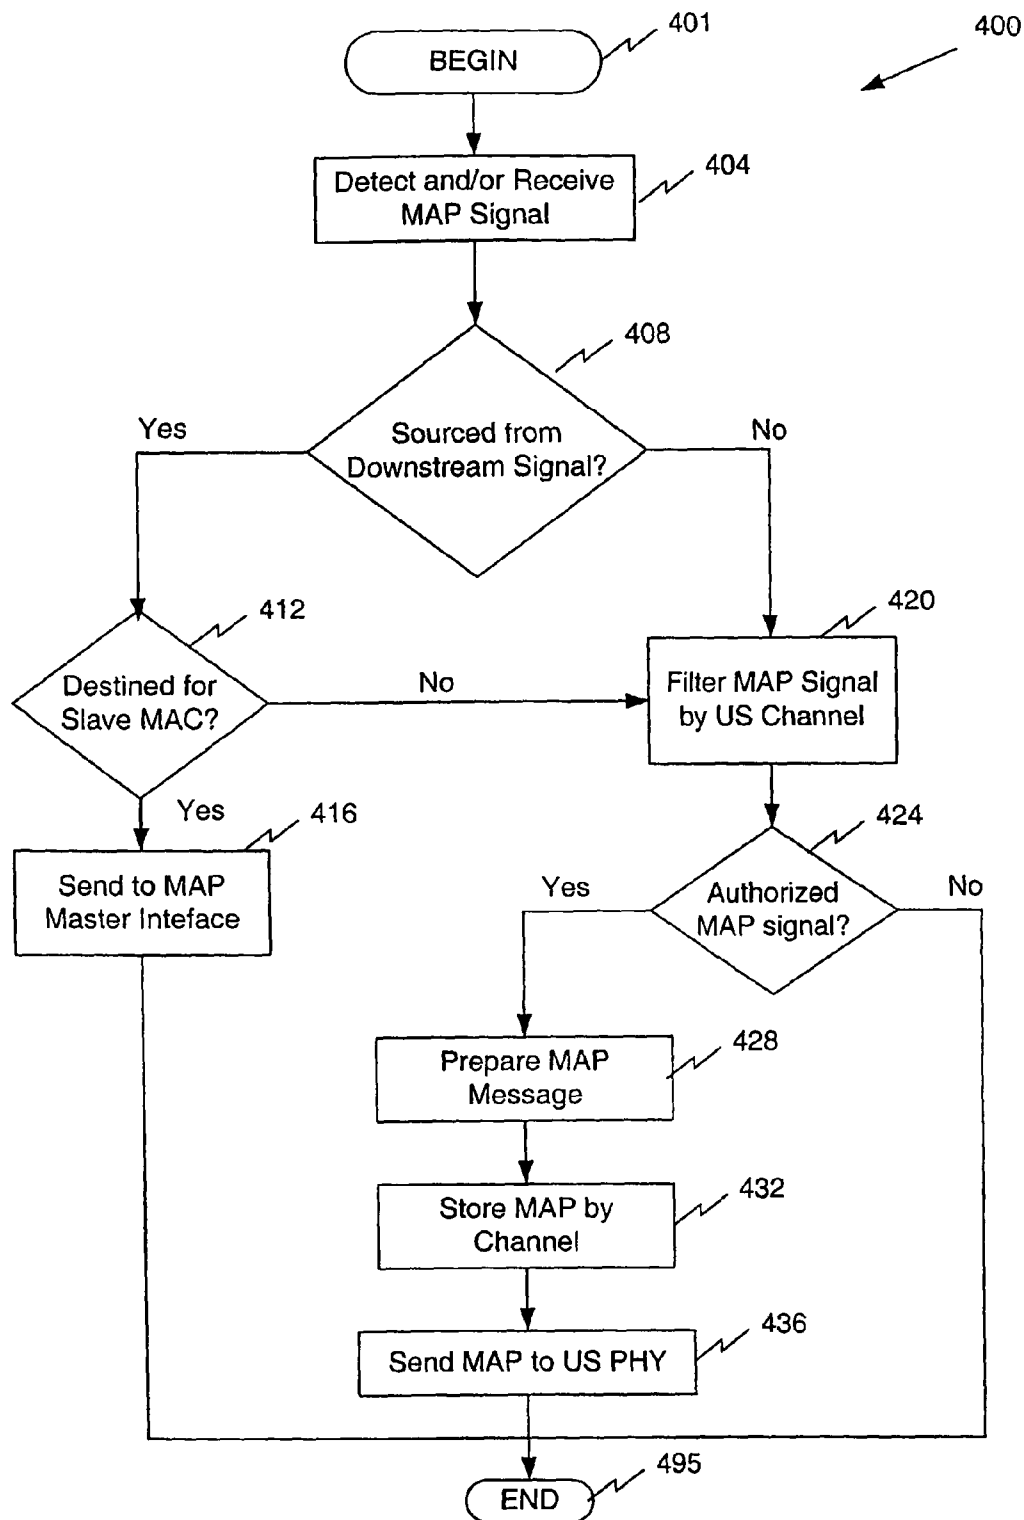 BEGIN
401
400
Detect and/or Receive
MAP Signal
404
408
Sourced from
Downstream Signal?
Yes
No
412
Destined for
Slave MAC?
No
420
Filter MAP Signal
by US Channel
Yes
416
Send to MAP
Master Inteface
424
Authorized
MAP signal?
Yes
No
428
Prepare MAP
Message
432
Store MAP by
Channel
436
Send MAP to US PHY
495
END